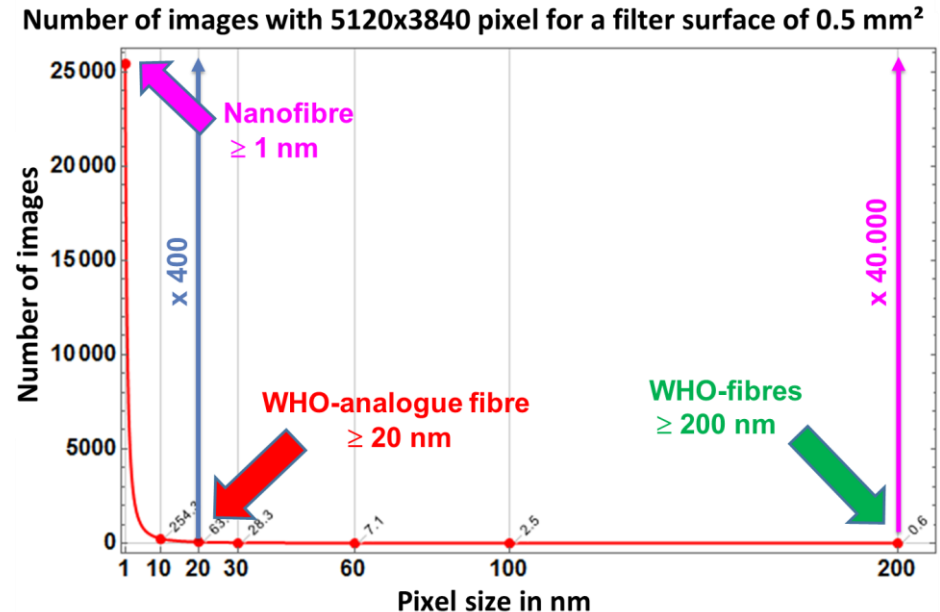 Number of images with 5120x3840 pixel for a filter surface of 0.5 mm²
Number of images
25 000
20 000
15 000
10 000
5000
0
Nanofibre
≥ 1 nm
x 400
x 40.000
WHO-analogue fibre
≥ 20 nm
WHO-fibres
≥ 200 nm
28.3
7.1
2.5
0.6
1 10 20 30 60 100 200
Pixel size in nm